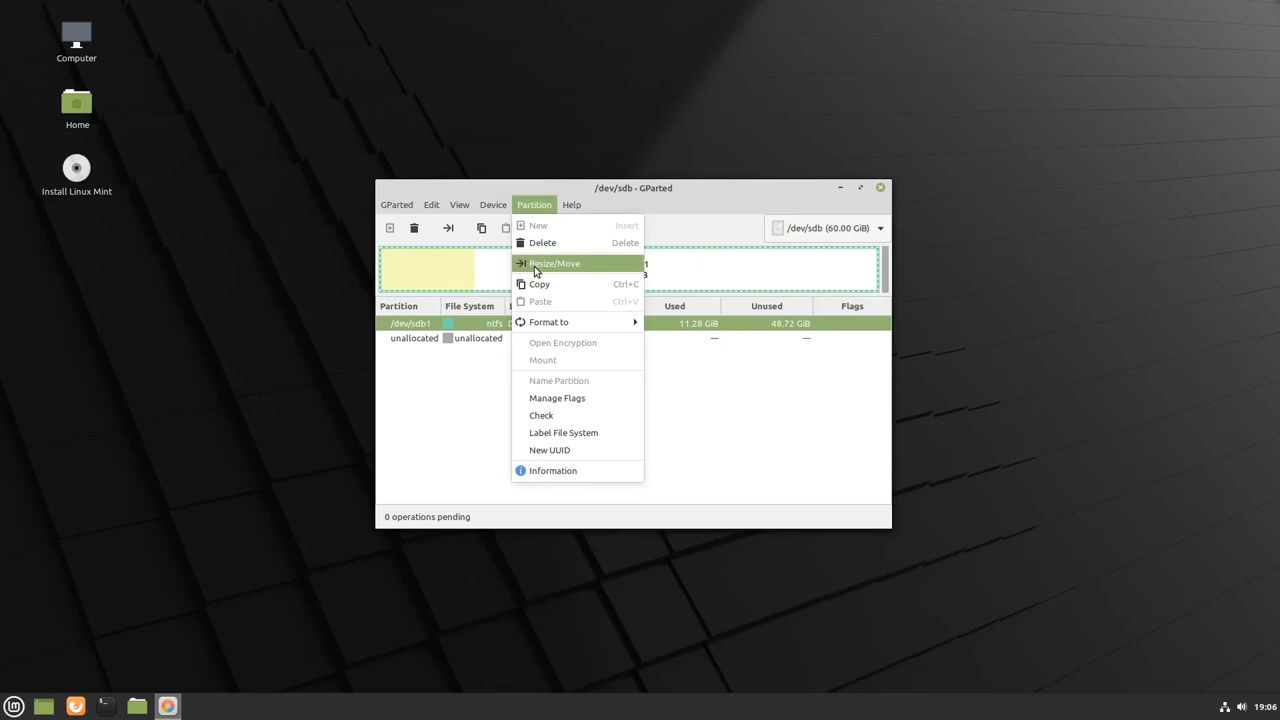 Computer
Home
Install Linux Mint
/dev/sdb - GParted
GParted Edit View Device Partition Help
/dev/sdb (60.00 GiB)
New Insert
Delete Delete
Resize/Move
Copy Ctrl+C
Paste Ctrl+V
Format to
Open Encryption
Mount
Name Partition
Manage Flags
Check
Label File System
New UUID
Information
Partition File System Used Unused Flags
/dev/sdb1 ntfs 11.28 GiB 48.72 GiB
unallocated unallocated --- ---
0 operations pending
19:06